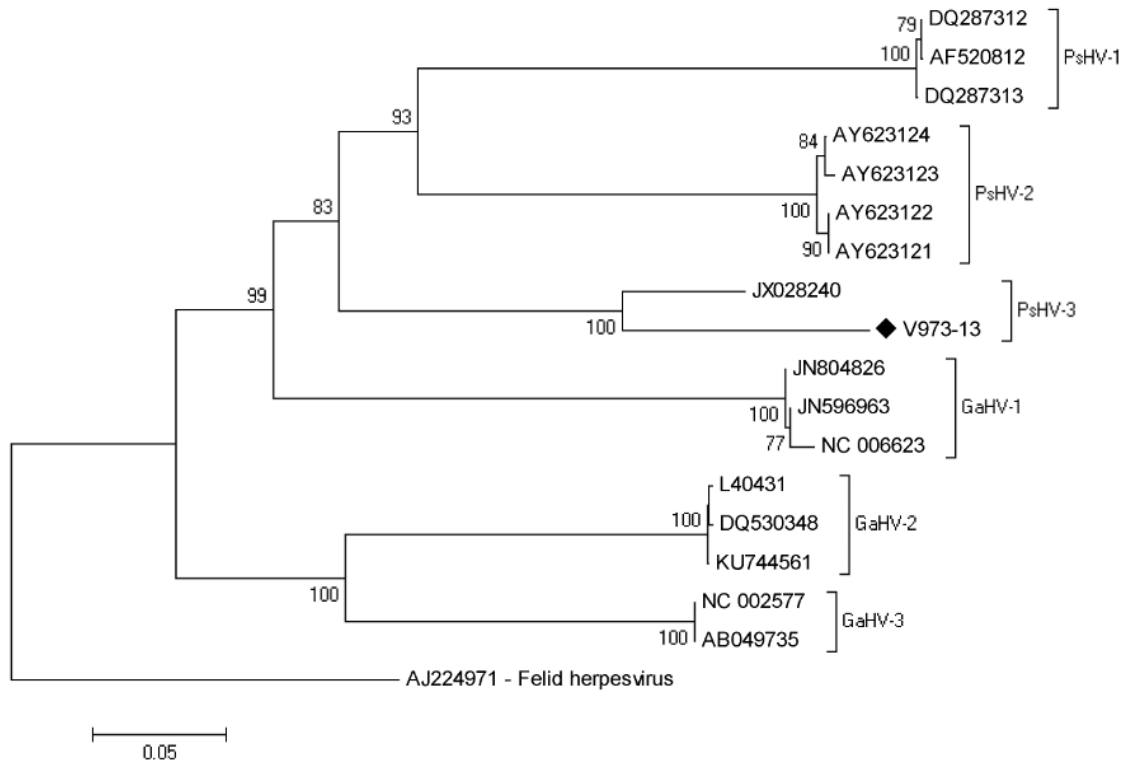 DQ287312
79
AF520812
PsHV-1
100
DQ287313
93
AY623124
84
AY623123
PsHV-2
AY623122
100
AY623121
90
83
JX028240
PsHV-3
100
V973-13
99
JN804826
JN596963
GaHV-1
100
NC 006623
77
L40431
100
DQ530348
GaHV-2
KU744561
100
NC 002577
GaHV-3
AB049735
100
AJ224971 - Felid herpesvirus
0.05